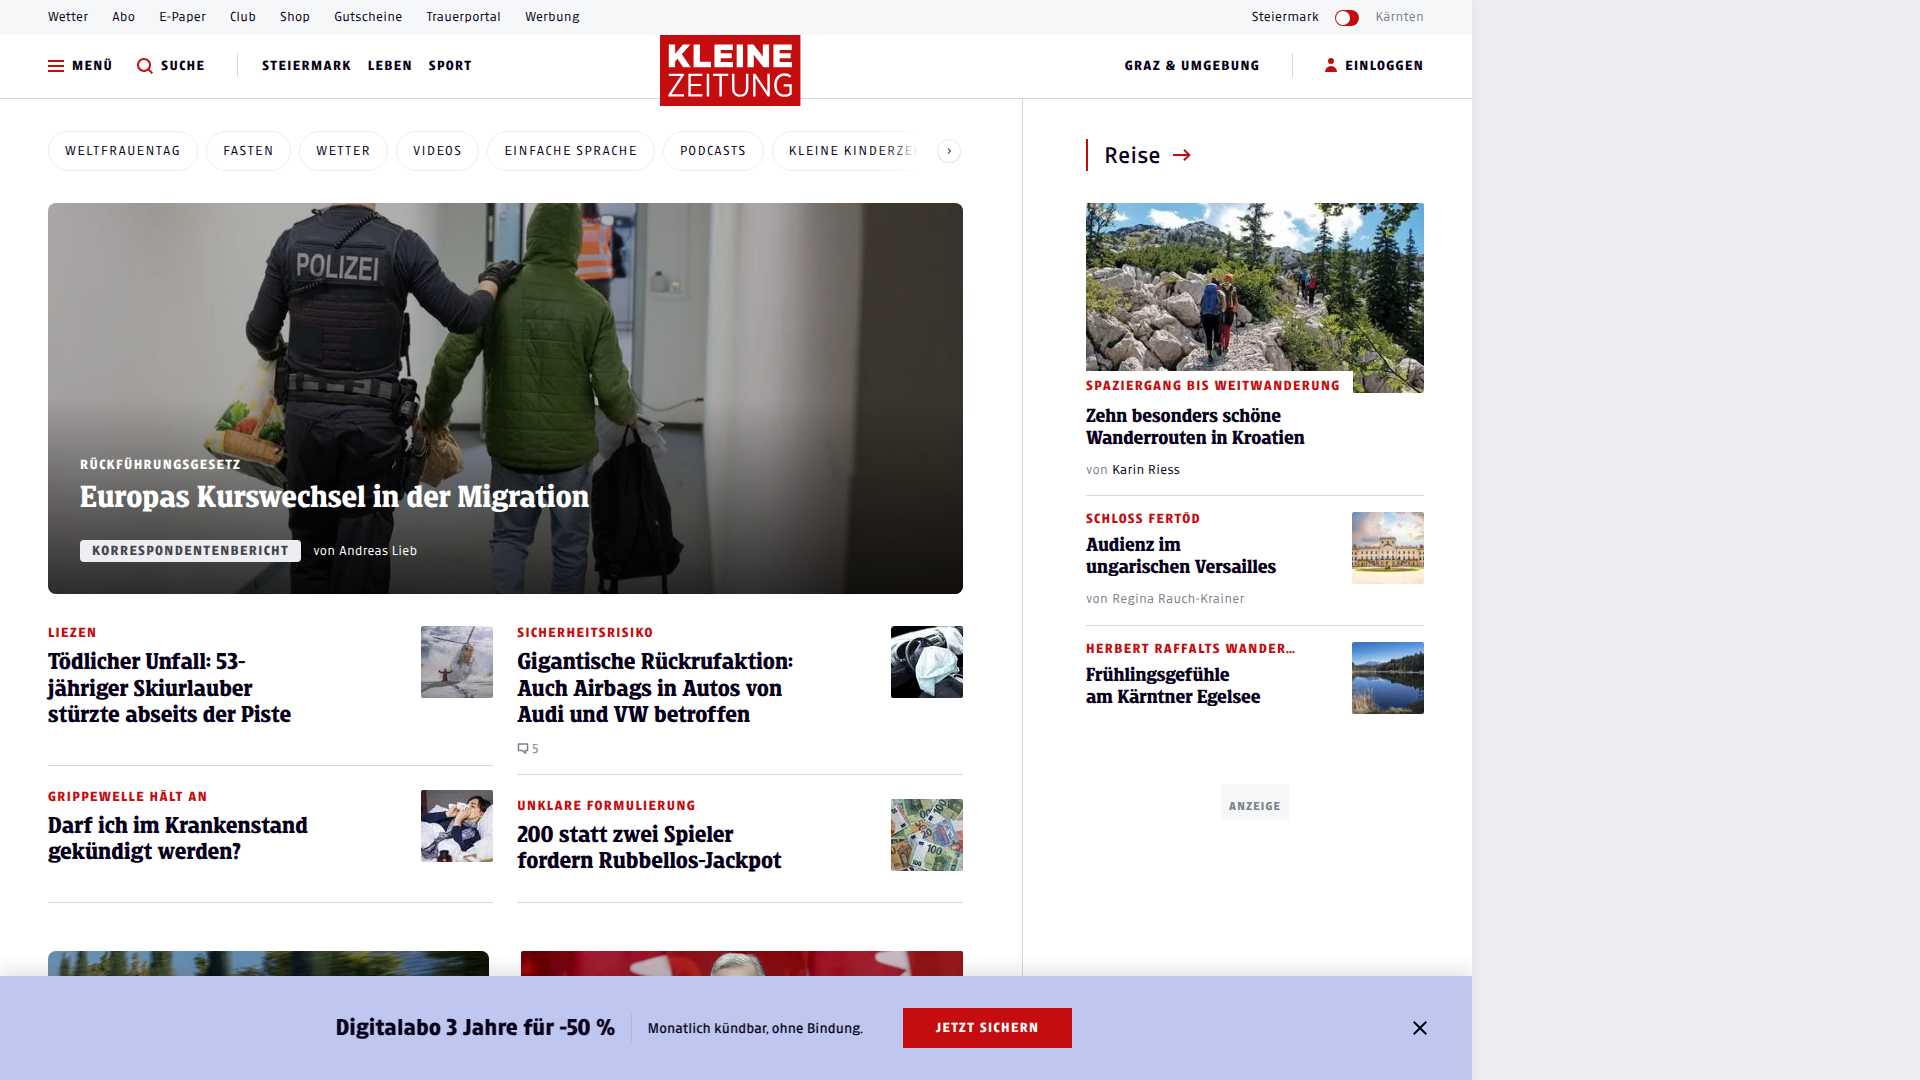 Wetter Abo E-Paper Club Shop Gutscheine Trauerportal Werbung Steiermark Kärnten
MENÜ SUCHE STEIERMARK LEBEN SPORT KLEINE ZEITUNG GRAZ & UMGEBUNG EINLOGGEN
WELTFRAUENTAG FASTEN WETTER VIDEOS EINFACHE SPRACHE PODCASTS KLEINE
POLIZEI
RÜCKFÜHRUNGSGESETZ
Europas Kurswechsel in der Migration
KORRESPONDENTENBERICHT von Andreas Lieb
LIEZEN
Tödlicher Unfall: 53-
jähriger Skiurlauber
stürzte abseits der Piste
SICHERHEITSRISIKO
Gigantische Rückrufaktion:
Auch Airbags in Autos von
Audi und VW betroffen
5
GRIPPEWELLE HÄLT AN
Darf ich im Krankenstand
gekündigt werden?
UNKLARE FORMULIERUNG
200 statt zwei Spieler
fordern Rubbellos-Jackpot
Reise
SPAZIERGANG BIS WEITWANDERUNG
Zehn besonders schöne
Wanderrouten in Kroatien
von Karin Riess
SCHLOSS FERTÖD
Audienz im
ungarischen Versailles
von Regina Rauch-Krainer
HERBERT RAFFALTS WANDER...
Frühlingsgefühle
am Kärntner Egelsee
ANZEIGE
Digitalabo 3 Jahre für -50 % Monatlich kündbar, ohne Bindung. JETZT SICHERN